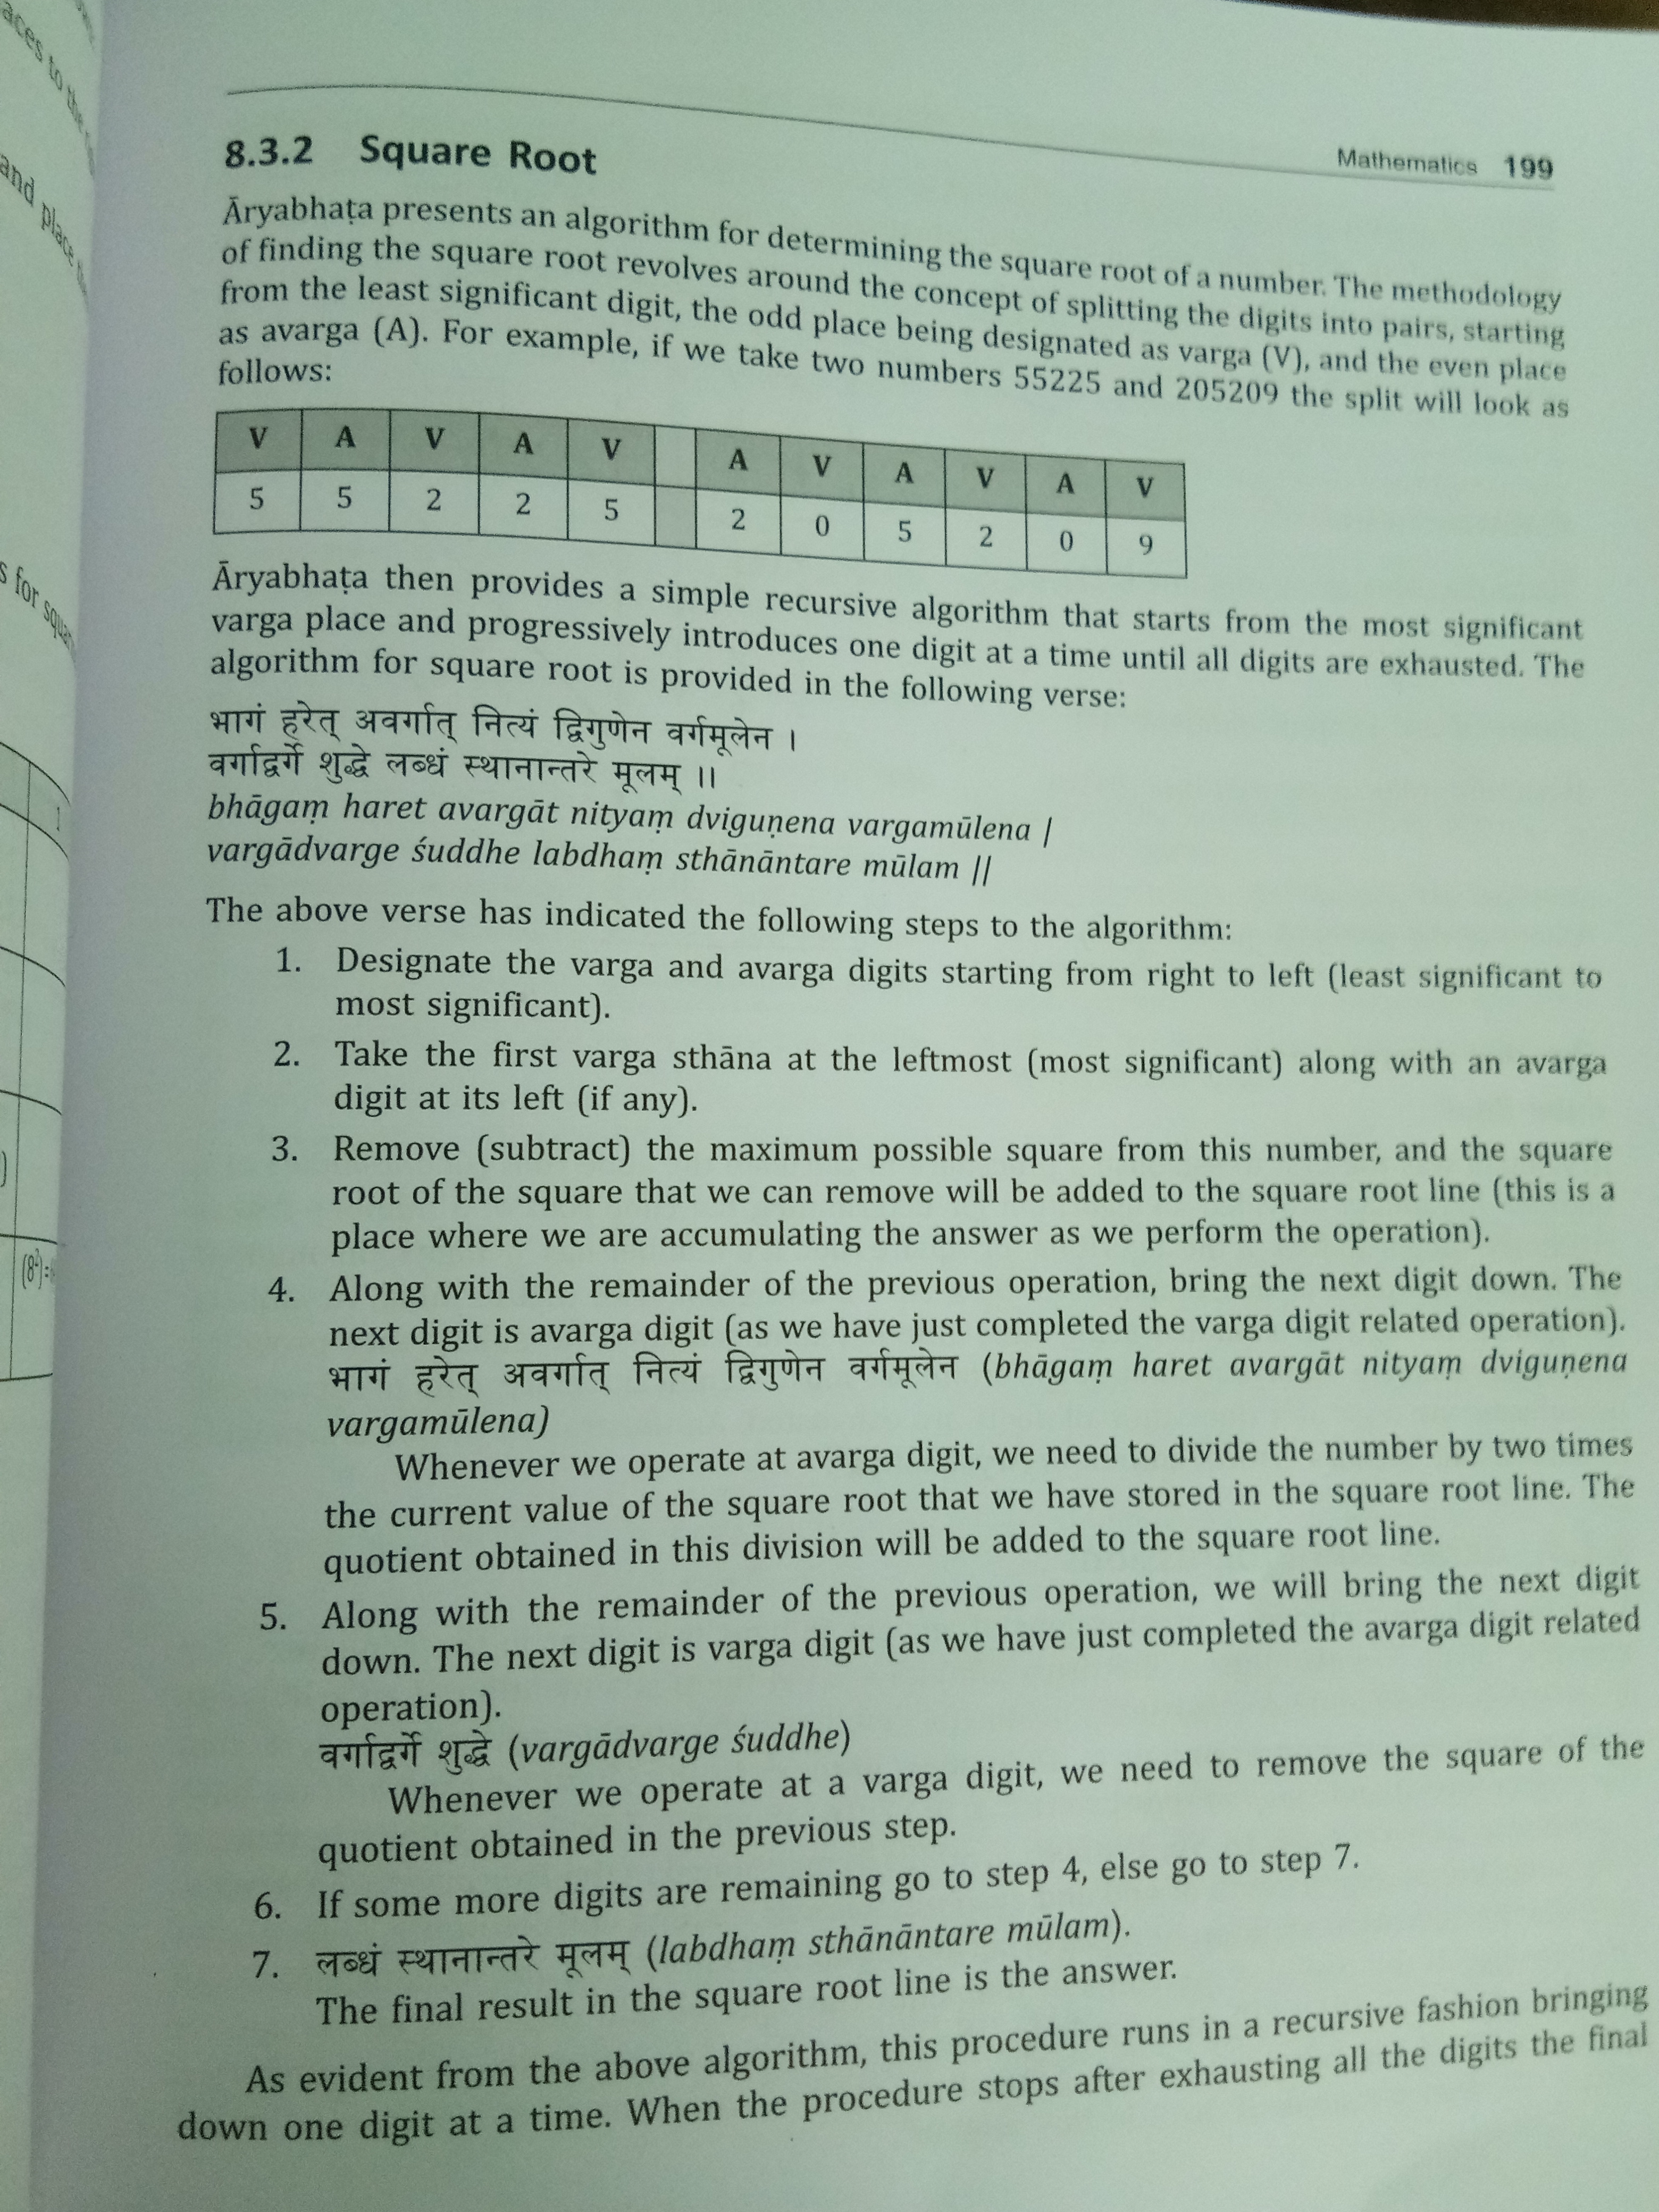 Mathematics 199
8.3.2 Square Root
Āryabhaṭa presents an algorithm for determining the square root of a number. The methodology
of finding the square root revolves around the concept of splitting the digits into pairs, starting
from the least significant digit, the odd place being designated as varga (V), and the even place
as avarga (A). For example, if we take two numbers 55225 and 205209 the split will look as
follows:
V A V A V A V A V A V
5 5 2 2 5 2 0 5 2 0 9
Āryabhaṭa then provides a simple recursive algorithm that starts from the most significant
varga place and progressively introduces one digit at a time until all digits are exhausted. The
algorithm for square root is provided in the following verse:
भागं हरेत् अवर्गात् नित्यं द्विगुणेन वर्गमूलेन ।
वर्गाद्वर्गे शुद्धे लब्धं स्थानान्तरे मूलम् ।।
bhāgaṃ haret avargāt nityaṃ dviguṇena vargamūlena |
vargādvarge śuddhe labdhaṃ sthānāntare mūlam ||
The above verse has indicated the following steps to the algorithm:
1. Designate the varga and avarga digits starting from right to left (least significant to
most significant).
2. Take the first varga sthāna at the leftmost (most significant) along with an avarga
digit at its left (if any).
3. Remove (subtract) the maximum possible square from this number, and the square
root of the square that we can remove will be added to the square root line (this is a
place where we are accumulating the answer as we perform the operation).
4. Along with the remainder of the previous operation, bring the next digit down. The
next digit is avarga digit (as we have just completed the varga digit related operation).
भागं हरेत् अवर्गात् नित्यं द्विगुणेन वर्गमूलेन (bhāgaṃ haret avargāt nityaṃ dviguṇena
vargamūlena)
Whenever we operate at avarga digit, we need to divide the number by two times
the current value of the square root that we have stored in the square root line. The
quotient obtained in this division will be added to the square root line.
5. Along with the remainder of the previous operation, we will bring the next digit
down. The next digit is varga digit (as we have just completed the avarga digit related
operation).
वर्गाद्वर्गे शुद्धे (vargādvarge śuddhe)
Whenever we operate at a varga digit, we need to remove the square of the
quotient obtained in the previous step.
6. If some more digits are remaining go to step 4, else go to step 7.
7. लब्धं स्थानान्तरे मूलम् (labdhaṃ sthānāntare mūlam).
The final result in the square root line is the answer.
As evident from the above algorithm, this procedure runs in a recursive fashion bringing
down one digit at a time. When the procedure stops after exhausting all the digits the final